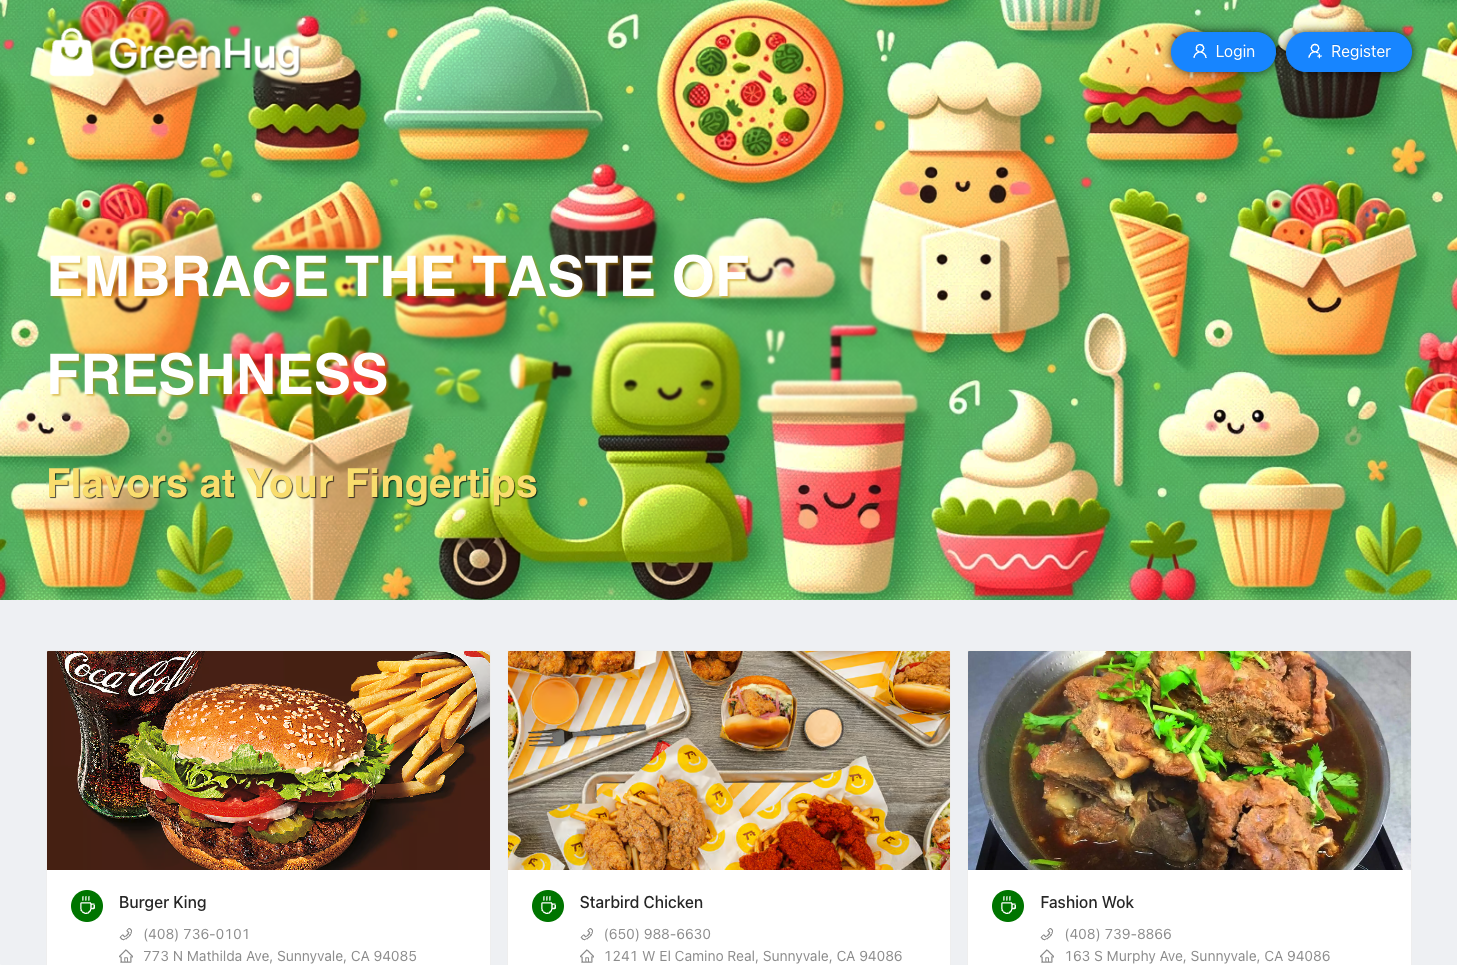 GreenHug
Login
Register
EMBRACE THE TASTE OF
FRESHNESS
Flavors at Your Fingertips
Coca-Cola
Burger King
(408) 736-0101
773 N Mathilda Ave, Sunnyvale, CA 94085
Starbird Chicken
(650) 988-6630
1241 W El Camino Real, Sunnyvale, CA 94086
Fashion Wok
(408) 739-8866
163 S Murphy Ave, Sunnyvale, CA 94086